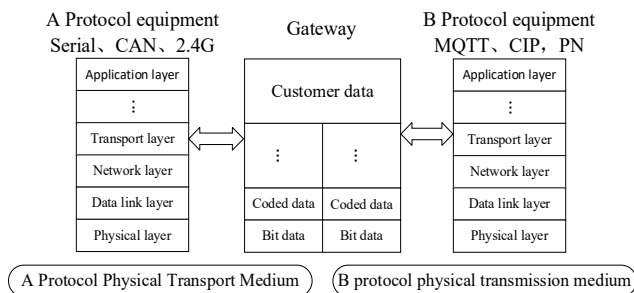 A Protocol equipment
Serial、CAN、2.4G
Application layer
⋮
Transport layer
Network layer
Data link layer
Physical layer
Gateway
Customer data
⋮ ⋮
Coded data Coded data
Bit data Bit data
B Protocol equipment
MQTT、CIP，PN
Application layer
⋮
Transport layer
Network layer
Data link layer
Physical layer
A Protocol Physical Transport Medium
B protocol physical transmission medium